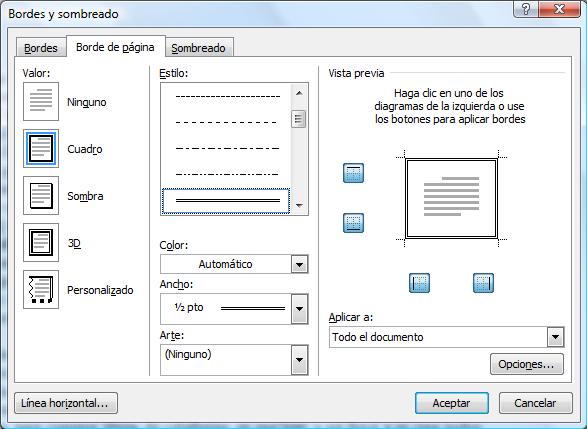 Bordes y sombreado
Bordes
Borde de página
Sombreado
Valor:
Ninguno
Cuadro
Sombra
3D
Personalizado
Estilo:
Color:
Automático
Ancho:
½ pto
Arte:
(Ninguno)
Vista previa
Haga clic en uno de los
diagramas de la izquierda o use
los botones para aplicar bordes
Aplicar a:
Todo el documento
Opciones...
Línea horizontal...
Aceptar
Cancelar